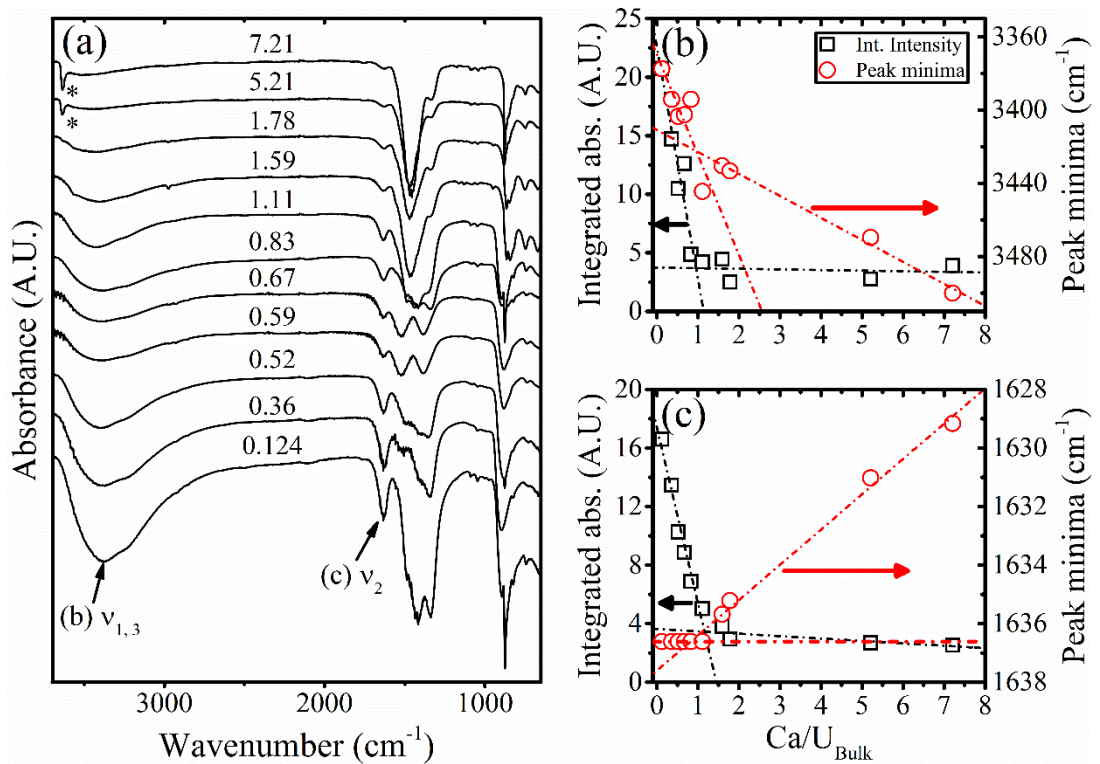 (a)
7.21
*
5.21
*
1.78
1.59
1.11
0.83
0.67
0.59
0.52
0.36
0.124
(b) ν1, 3
(c) ν2
Absorbance (A.U.)
3000 2000 1000
Wavenumber (cm-1)
(b)
Int. Intensity
Peak minima
25
20
15
10
5
0
Integrated abs. (A.U.)
3360
3400
3440
3480
Peak minima (cm-1)
0 1 2 3 4 5 6 7 8
(c)
20
16
12
8
4
0
Integrated abs. (A.U.)
1628
1630
1632
1634
1636
1638
Peak minima (cm-1)
0 1 2 3 4 5 6 7 8
Ca/UBulk